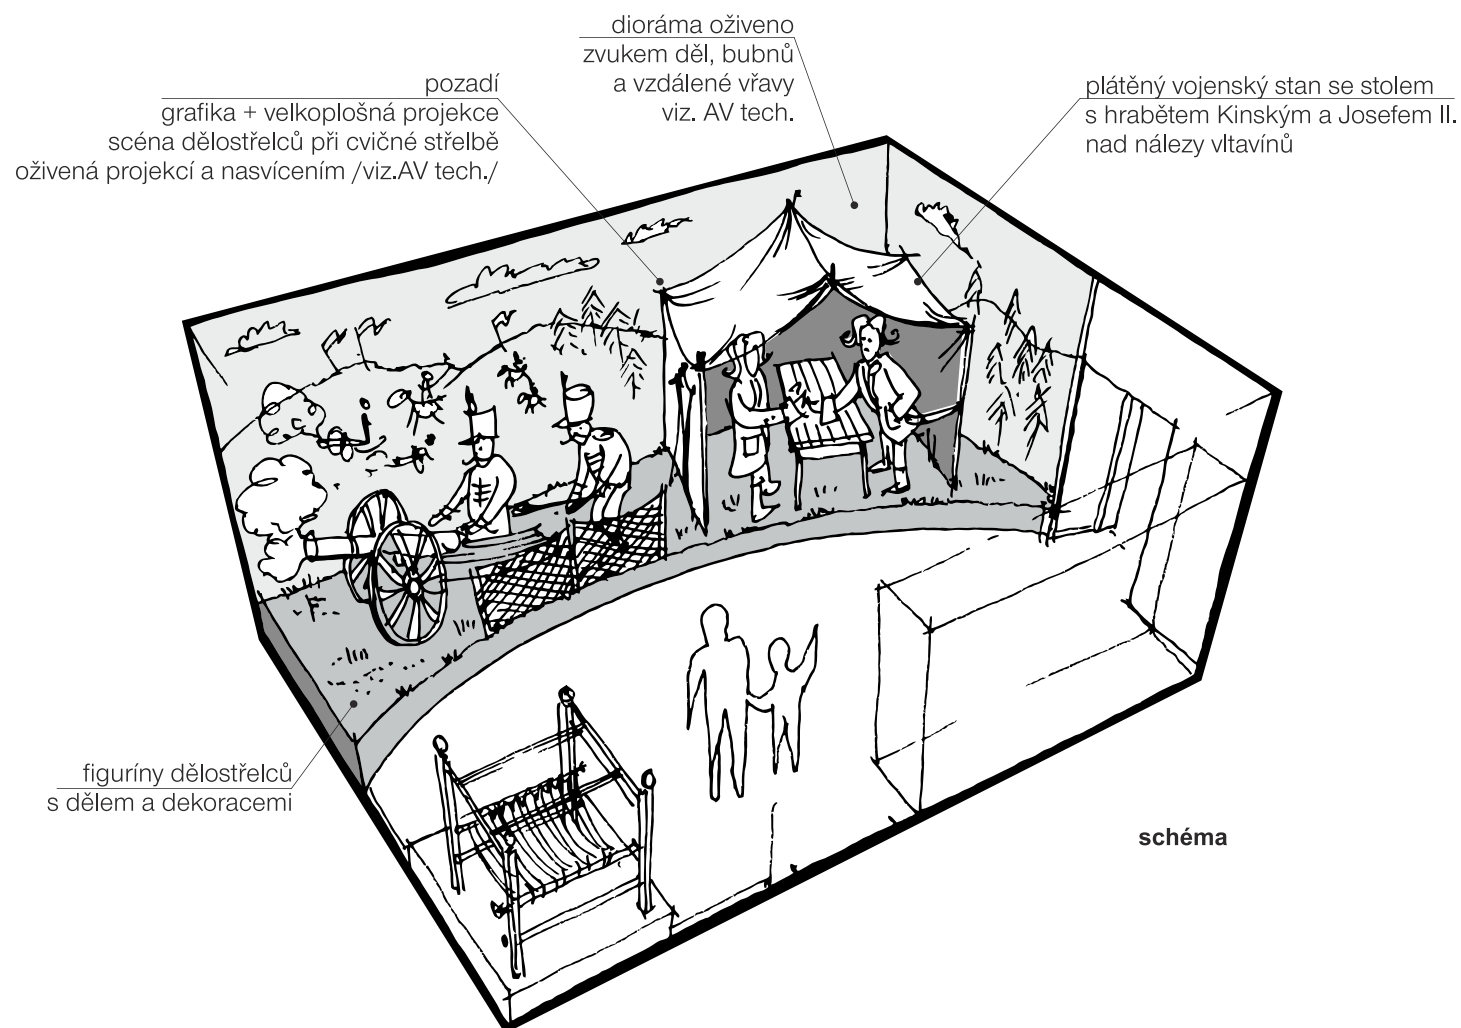 dioráma oživeno
zvukem děl, bubnů
a vzdálené vřavy
viz. AV tech.
pozadí
grafika + velkoplošná projekce
scéna dělostřelců při cvičné střelbě
oživená projekcí a nasvícením /viz.AV tech./
plátěný vojenský stan se stolem
s hrabětem Kinským a Josefem II.
nad nálezy vltavínů
figuríny dělostřelců
s dělem a dekoracemi
schéma